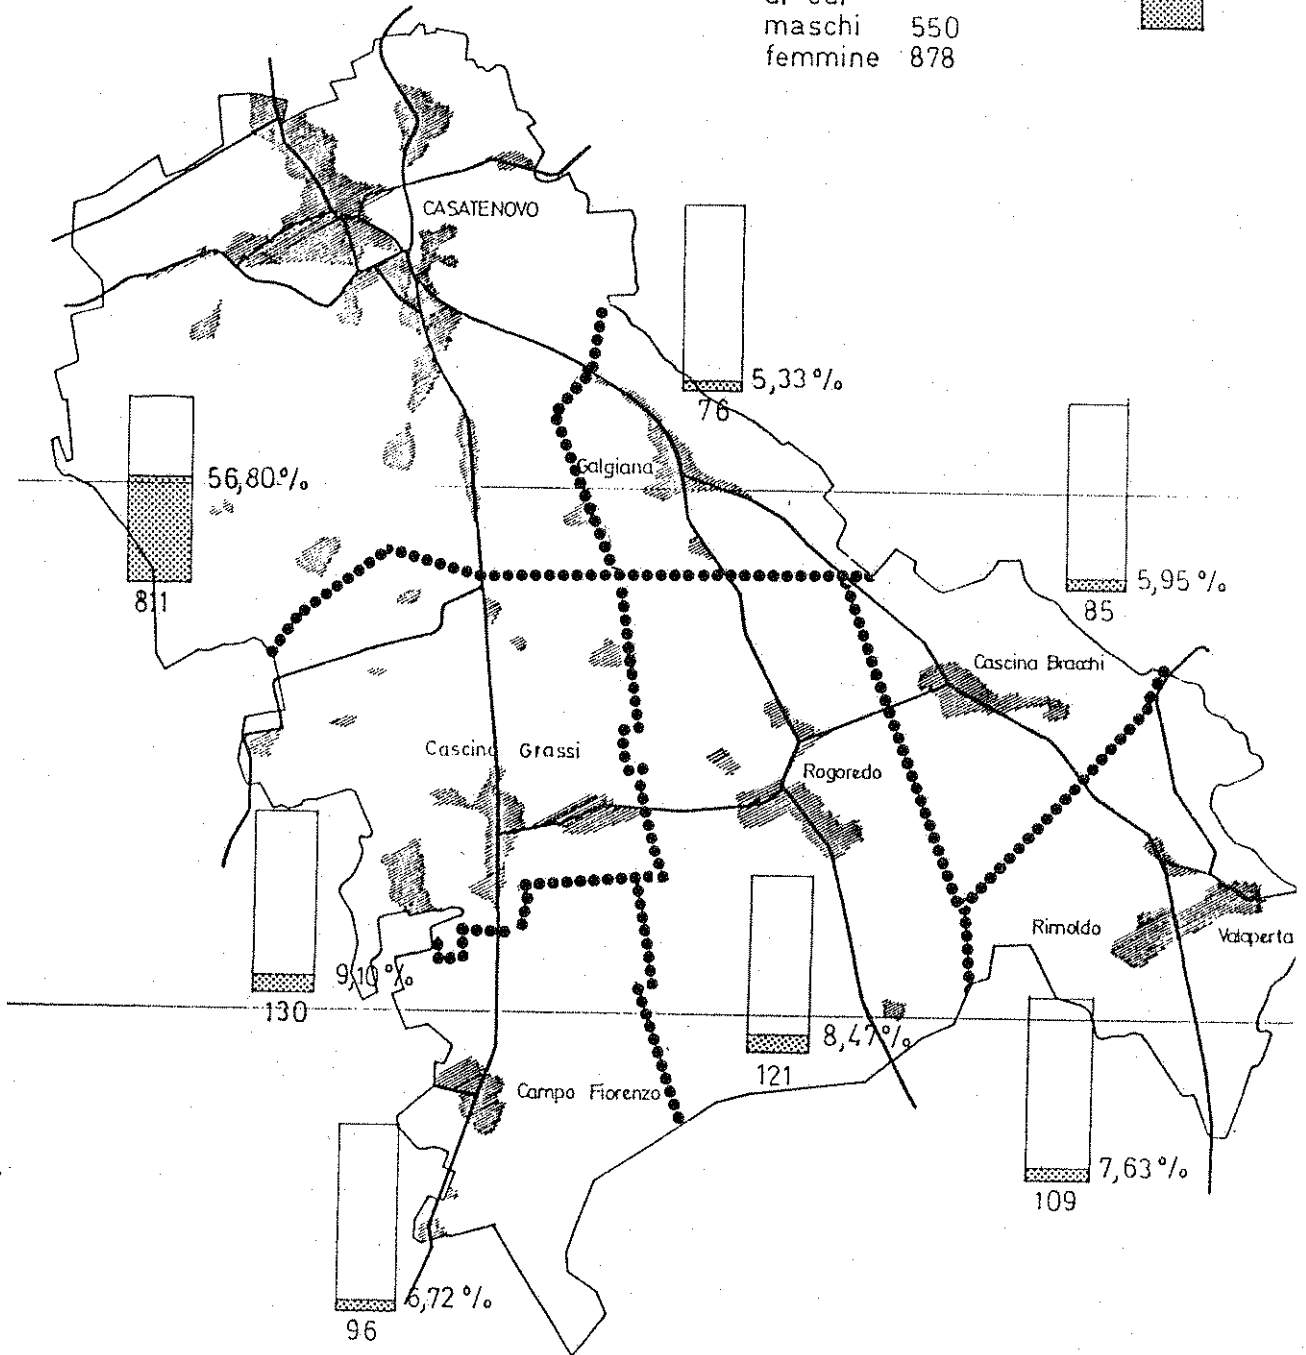 maschi 550
femmine 878
CASATENOVO
5,33 %
76
Galgiana
56,80 %
811
5,95 %
85
Cascina Bracchi
Cascina Grassi
Rogoredo
Rimoldo
Valaperta
9,10 %
130
8,47 %
121
Campo Fiorenzo
7,63 %
109
6,72 %
96